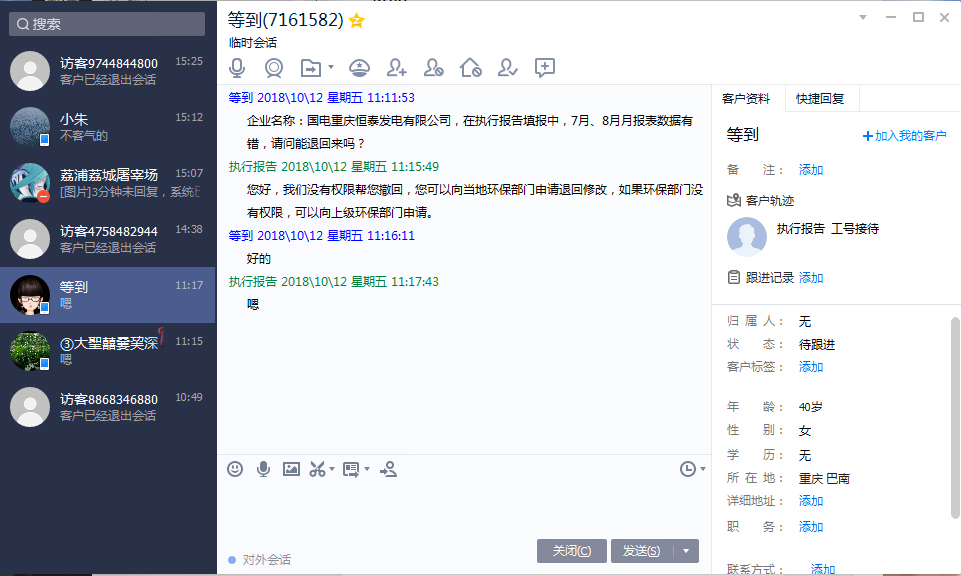 搜索
访客9744844800
15:25
客户已经退出会话
小朱
15:12
不客气的
荔浦荔城屠宰场
15:07
[图片]3分钟未回复，系统
访客4758482944
14:38
客户已经退出会话
等到
11:17
嗯
11:15
嗯
访客8868346880
10:49
客户已经退出会话
等到(7161582)
临时会话
等到 2018\10\12 星期五 11:11:53
企业名称：国电重庆恒泰发电有限公司，在执行报告填报中，7月、8月月报表数据有
错，请问能退回来吗？
执行报告 2018\10\12 星期五 11:15:49
您好，我们没有权限帮您撤回，您可以向当地环保部门申请退回修改，如果环保部门没
有权限，可以向上级环保部门申请。
等到 2018\10\12 星期五 11:16:11
好的
执行报告 2018\10\12 星期五 11:17:43
嗯
对外会话
关闭(C)
发送(S)
客户资料
快捷回复
等到
+加入我的客户
备 注： 添加
客户轨迹
执行报告 工号接待
跟进记录 添加
归 属 人： 无
状 态： 待跟进
客户标签： 添加
年 龄： 40岁
性 别： 女
学 历： 无
所 在 地： 重庆 巴南
详细地址： 添加
职 务： 添加
联系方式： 添加